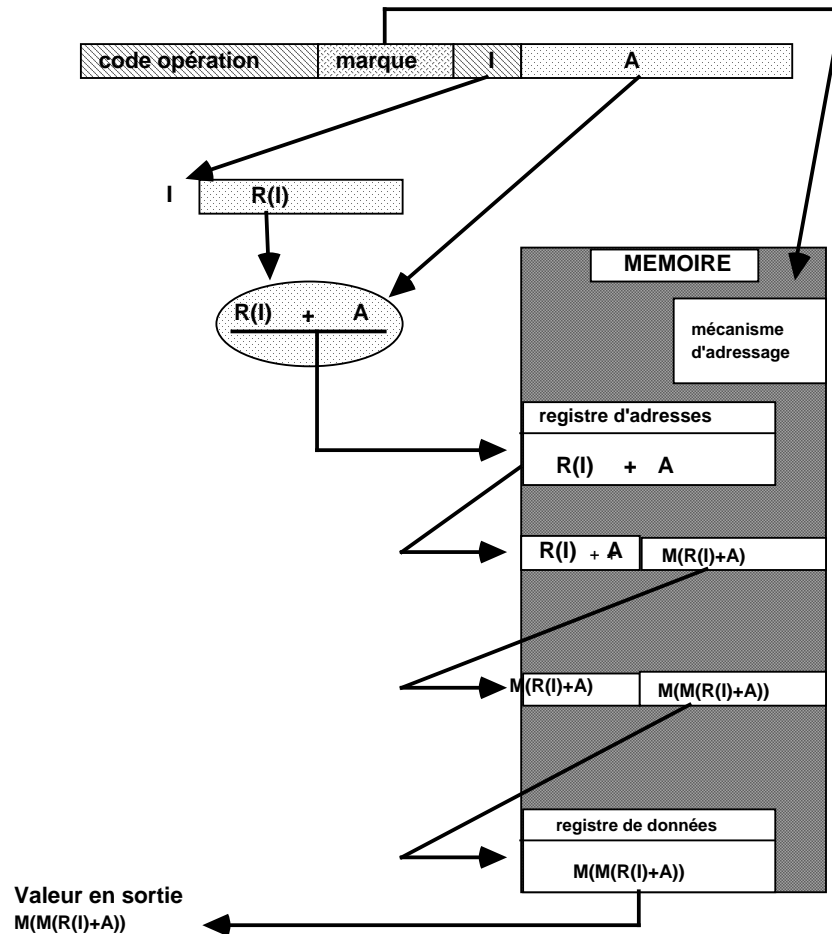 code opération marque I A
I R(I)
R(I) + A
MEMOIRE
mécanisme
d'adressage
registre d'adresses
R(I) + A
R(I) + A M(R(I)+A)
M(R(I)+A) M(M(R(I)+A))
registre de données
M(M(R(I)+A))
Valeur en sortie
M(M(R(I)+A))